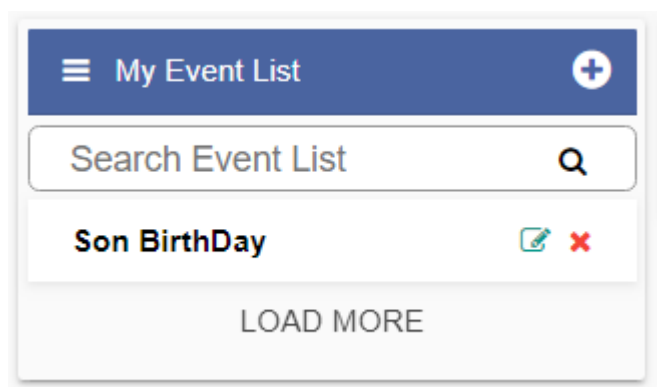 My Event List
Search Event List
Son BirthDay
LOAD MORE